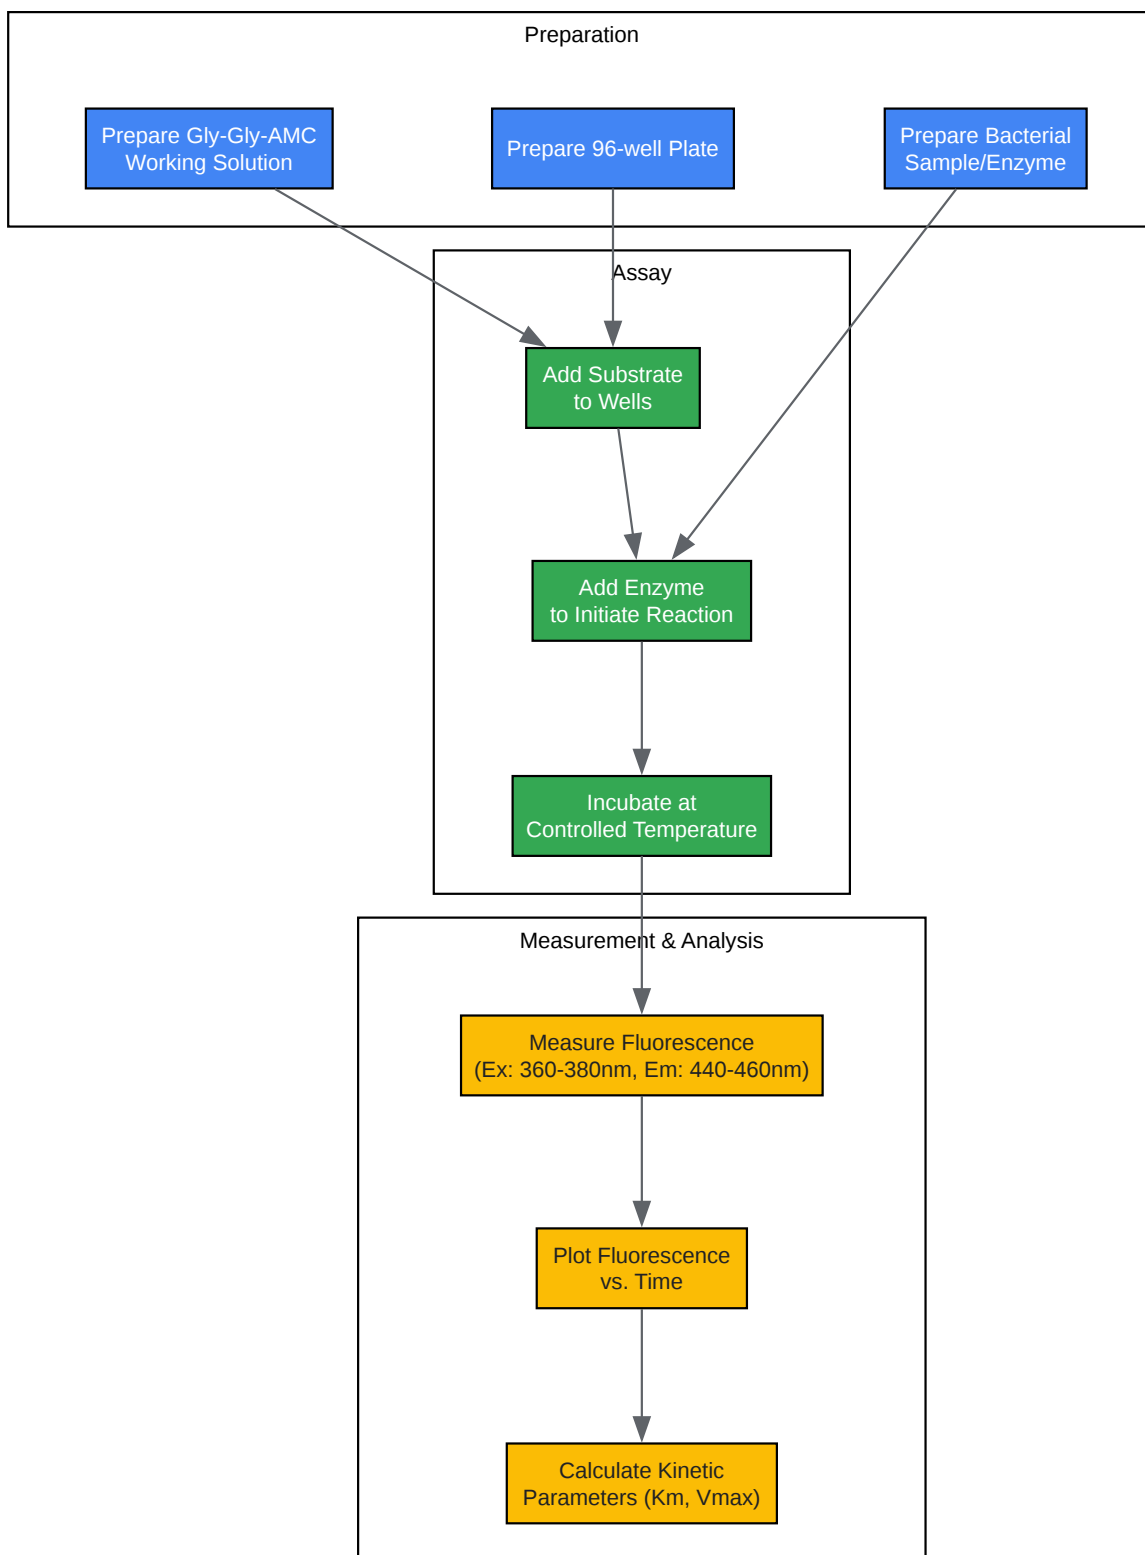 Preparation
Prepare Gly-Gly-AMC
Working Solution
Prepare 96-well Plate
Prepare Bacterial
Sample/Enzyme
Assay
Add Substrate
to Wells
Add Enzyme
to Initiate Reaction
Incubate at
Controlled Temperature
Measurement & Analysis
Measure Fluorescence
(Ex: 360-380nm, Em: 440-460nm)
Plot Fluorescence
vs. Time
Calculate Kinetic
Parameters (Km, Vmax)